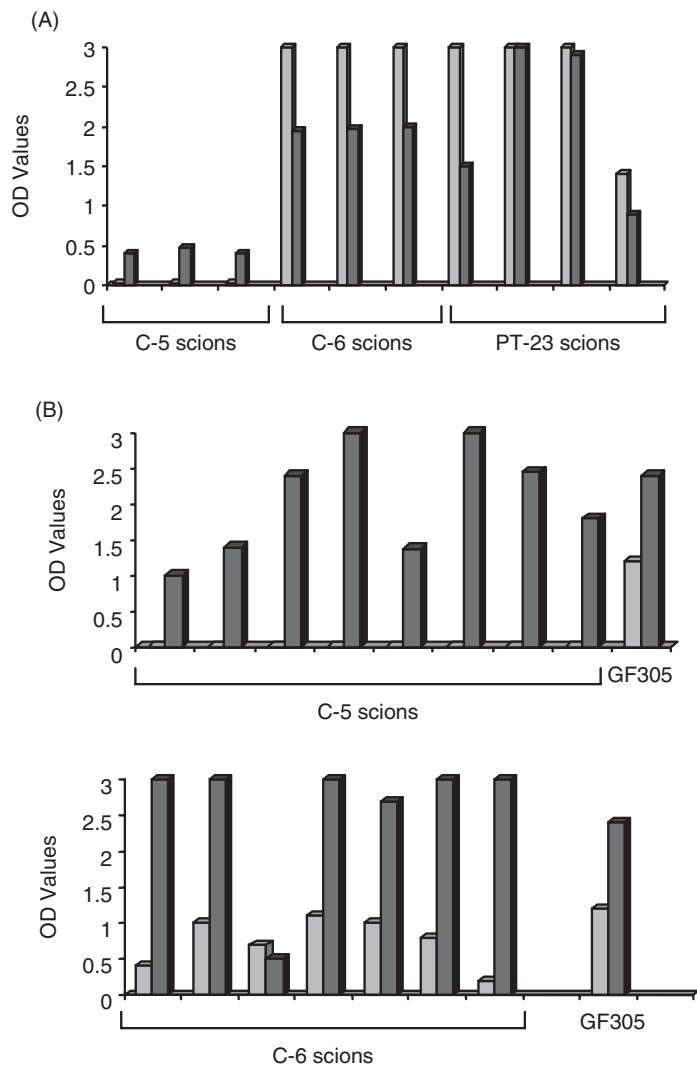 (A)
OD Values
3
2.5
2
1.5
1
0.5
0
C-5 scions
C-6 scions
PT-23 scions
(B)
OD Values
3
2.5
2
1.5
1
0.5
0
C-5 scions
GF305
OD Values
3
2.5
2
1.5
1
0.5
0
C-6 scions
GF305